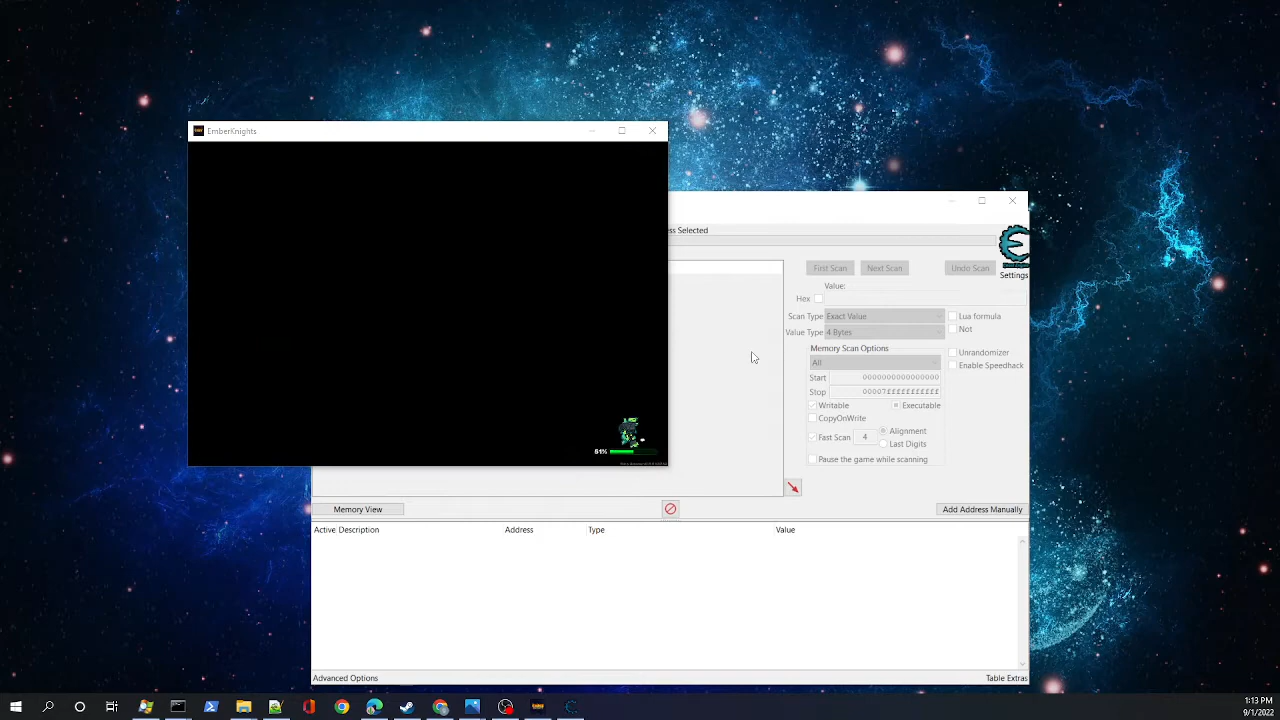 EmberKnights
ess Selected
First Scan Next Scan Undo Scan
Settings
Value:
Hex
Scan Type Exact Value Lua formula
Not
Value Type 4 Bytes
Memory Scan Options
Unrandomizer
All
Enable Speedhack
Start 0000000000000000
Stop 00007fffffffffff
Writable Executable
CopyOnWrite
Fast Scan 4 Alignment
Last Digits
Pause the game while scanning
81%
Memory View Add Address Manually
Active Description Address Type Value
Advanced Options Table Extras
1:13 PM
9/1/2022